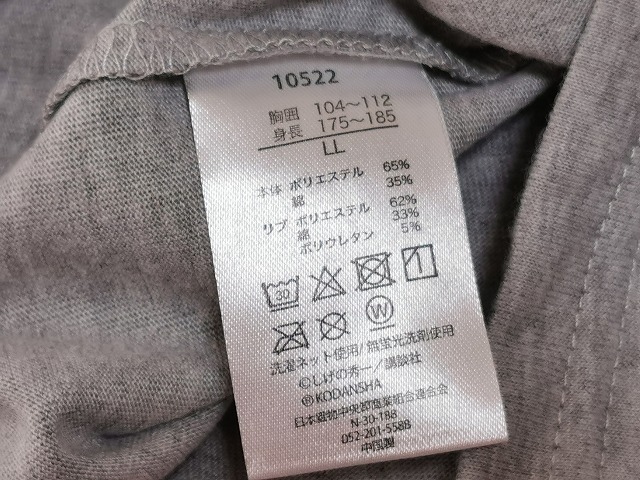 10522
胸囲 104～112
身長 175～185
LL
本体 ポリエステル 65%
綿 35%
リブ ポリエステル 62%
綿 33%
ポリウレタン 5%
30 1
W
洗濯ネット使用/無蛍光洗剤使用
©しげの秀一/講談社
®KODANSHA
日本織物中央卸商業組合連合会
N-30-188
052-201-5588
中国製